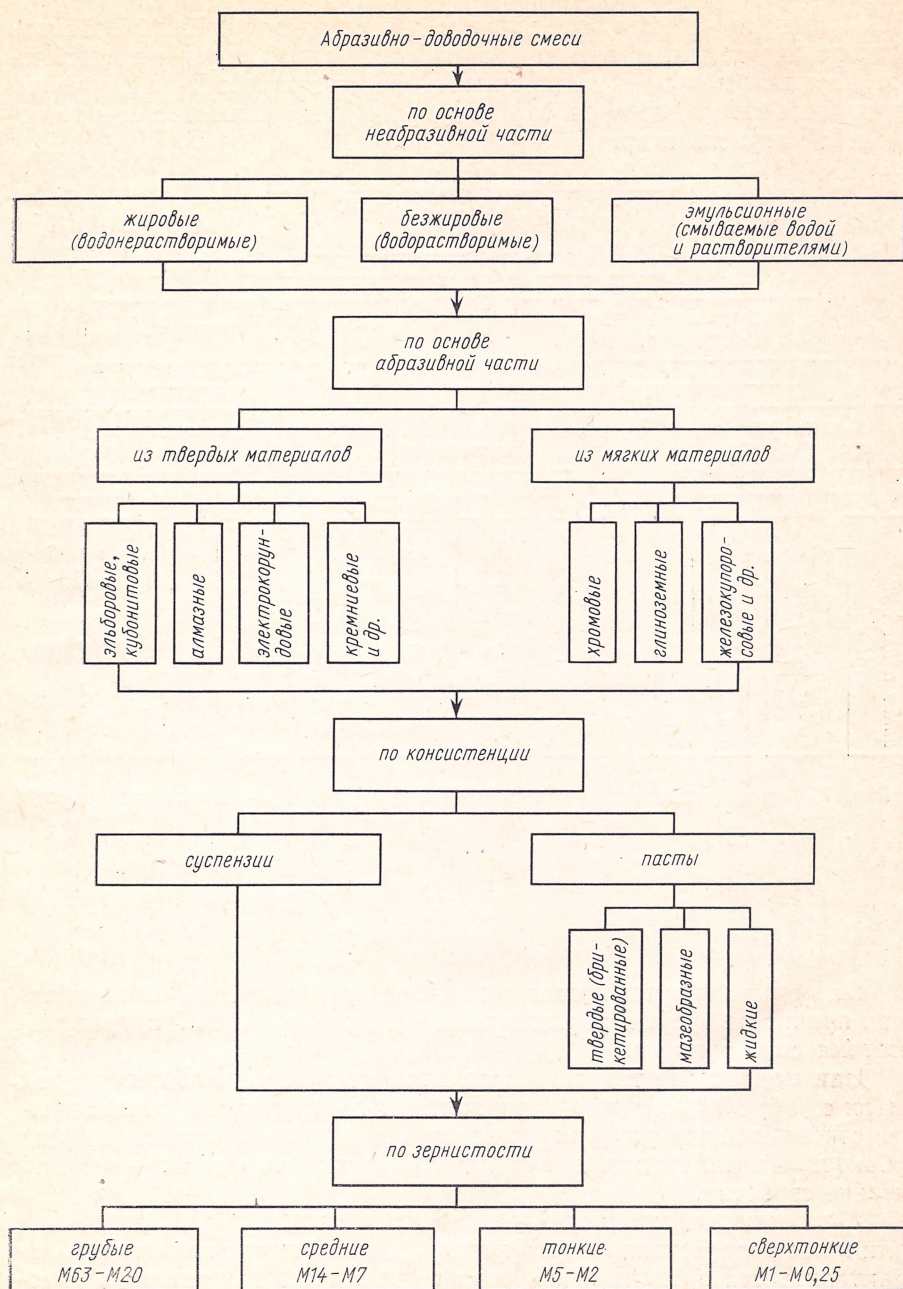 Абразивно-доводочные смеси
по основе
неабразивной части
жировые
(водонерастворимые)
безжировые
(водорастворимые)
эмульсионные
(смываемые водой
и растворителями)
по основе
абразивной части
из твердых материалов
из мягких материалов
эльборовые,
кубонитовые
алмазные
электрокорун-
довые
кремниевые
и др.
хромовые
глиноземные
железокупоро-
совые и др.
по консистенции
суспензии
пасты
твердые (бри-
кетированные)
мазеобразные
жидкие
по зернистости
грубые
М63-М20
средние
М14-М7
тонкие
М5-М2
сверхтонкие
М1-М0,25